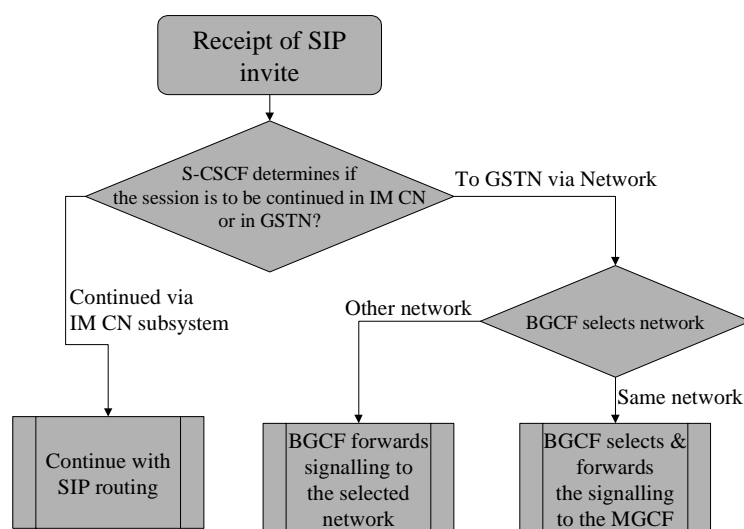 Receipt of SIP
invite
S-CSCF determines if
the session is to be continued in IM CN
or in GSTN?
To GSTN via Network
Continued via
IM CN subsystem
Other network
BGCF selects network
Same network
Continue with
SIP routing
BGCF forwards
signalling to
the selected
network
BGCF selects &
forwards
the signalling
to the MGCF